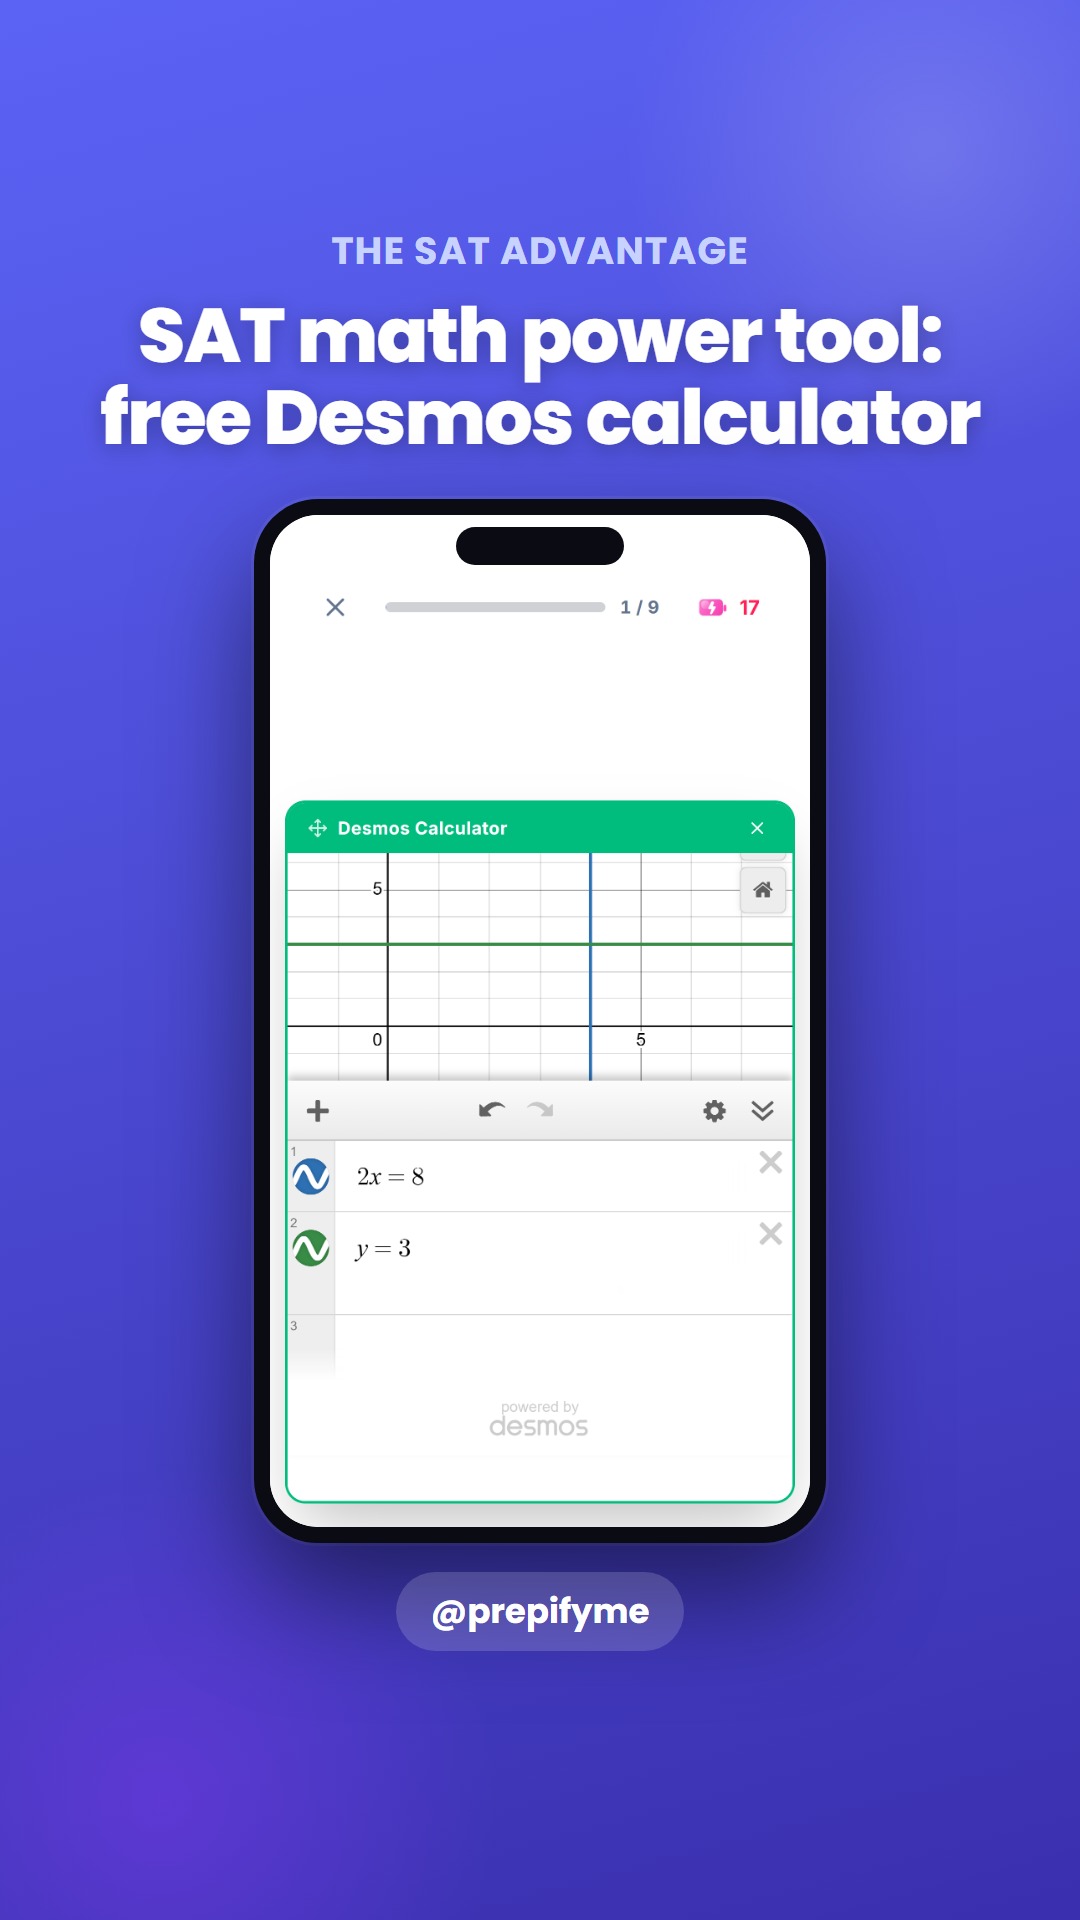 THE SAT ADVANTAGE
SAT math power tool:
free Desmos calculator
1 / 9
17
Desmos Calculator
5
0
5
1
2x = 8
2
y = 3
3
powered by
desmos
@prepifyme